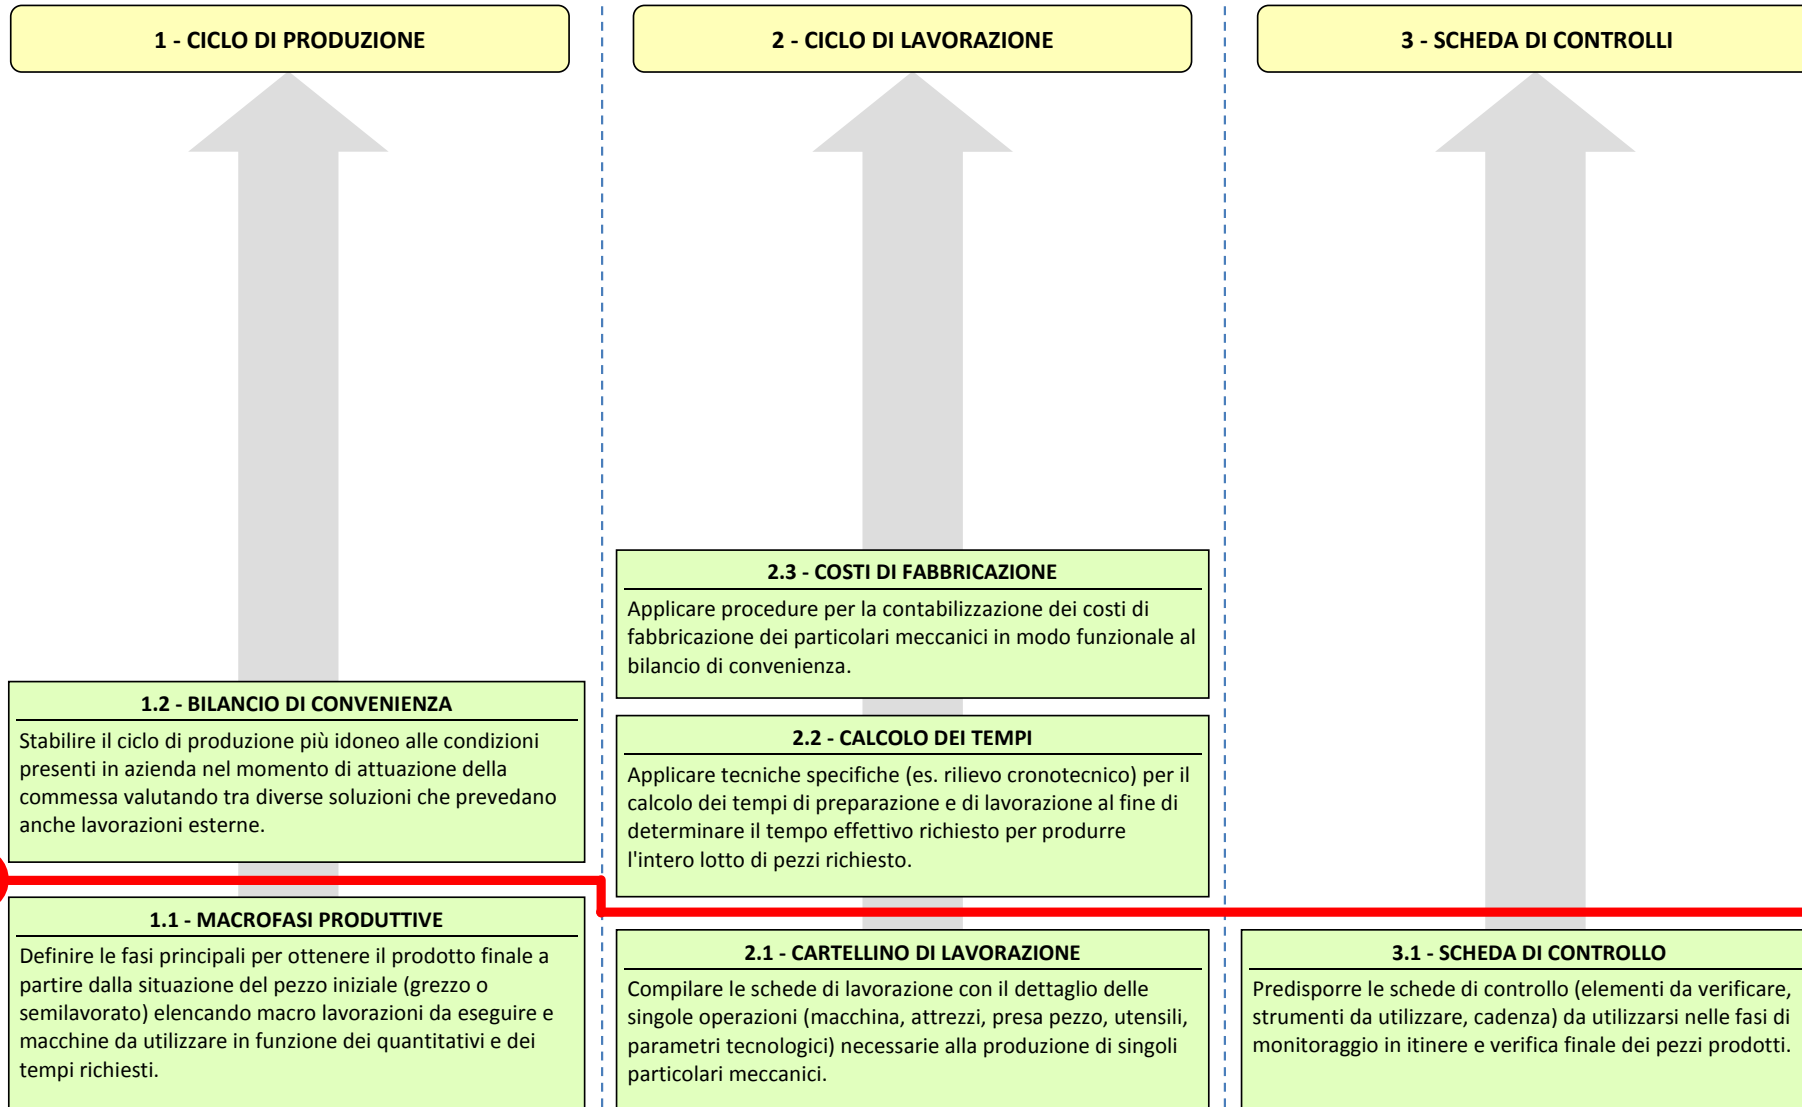 1 - CICLO DI PRODUZIONE
2 - CICLO DI LAVORAZIONE
3 - SCHEDA DI CONTROLLI
2.3 - COSTI DI FABBRICAZIONE
Applicare procedure per la contabilizzazione dei costi di
fabbricazione dei particolari meccanici in modo funzionale al
bilancio di convenienza.
1.2 - BILANCIO DI CONVENIENZA
Stabilire il ciclo di produzione più idoneo alle condizioni
presenti in azienda nel momento di attuazione della
commessa valutando tra diverse soluzioni che prevedano
anche lavorazioni esterne.
2.2 - CALCOLO DEI TEMPI
Applicare tecniche specifiche (es. rilievo cronotecnico) per il
calcolo dei tempi di preparazione e di lavorazione al fine di
determinare il tempo effettivo richiesto per produrre
l'intero lotto di pezzi richiesto.
1.1 - MACROFASI PRODUTTIVE
Definire le fasi principali per ottenere il prodotto finale a
partire dalla situazione del pezzo iniziale (grezzo o
semilavorato) elencando macro lavorazioni da eseguire e
macchine da utilizzare in funzione dei quantitativi e dei
tempi richiesti.
2.1 - CARTELLINO DI LAVORAZIONE
Compilare le schede di lavorazione con il dettaglio delle
singole operazioni (macchina, attrezzi, presa pezzo, utensili,
parametri tecnologici) necessarie alla produzione di singoli
particolari meccanici.
3.1 - SCHEDA DI CONTROLLO
Predisporre le schede di controllo (elementi da verificare,
strumenti da utilizzare, cadenza) da utilizzarsi nelle fasi di
monitoraggio in itinere e verifica finale dei pezzi prodotti.